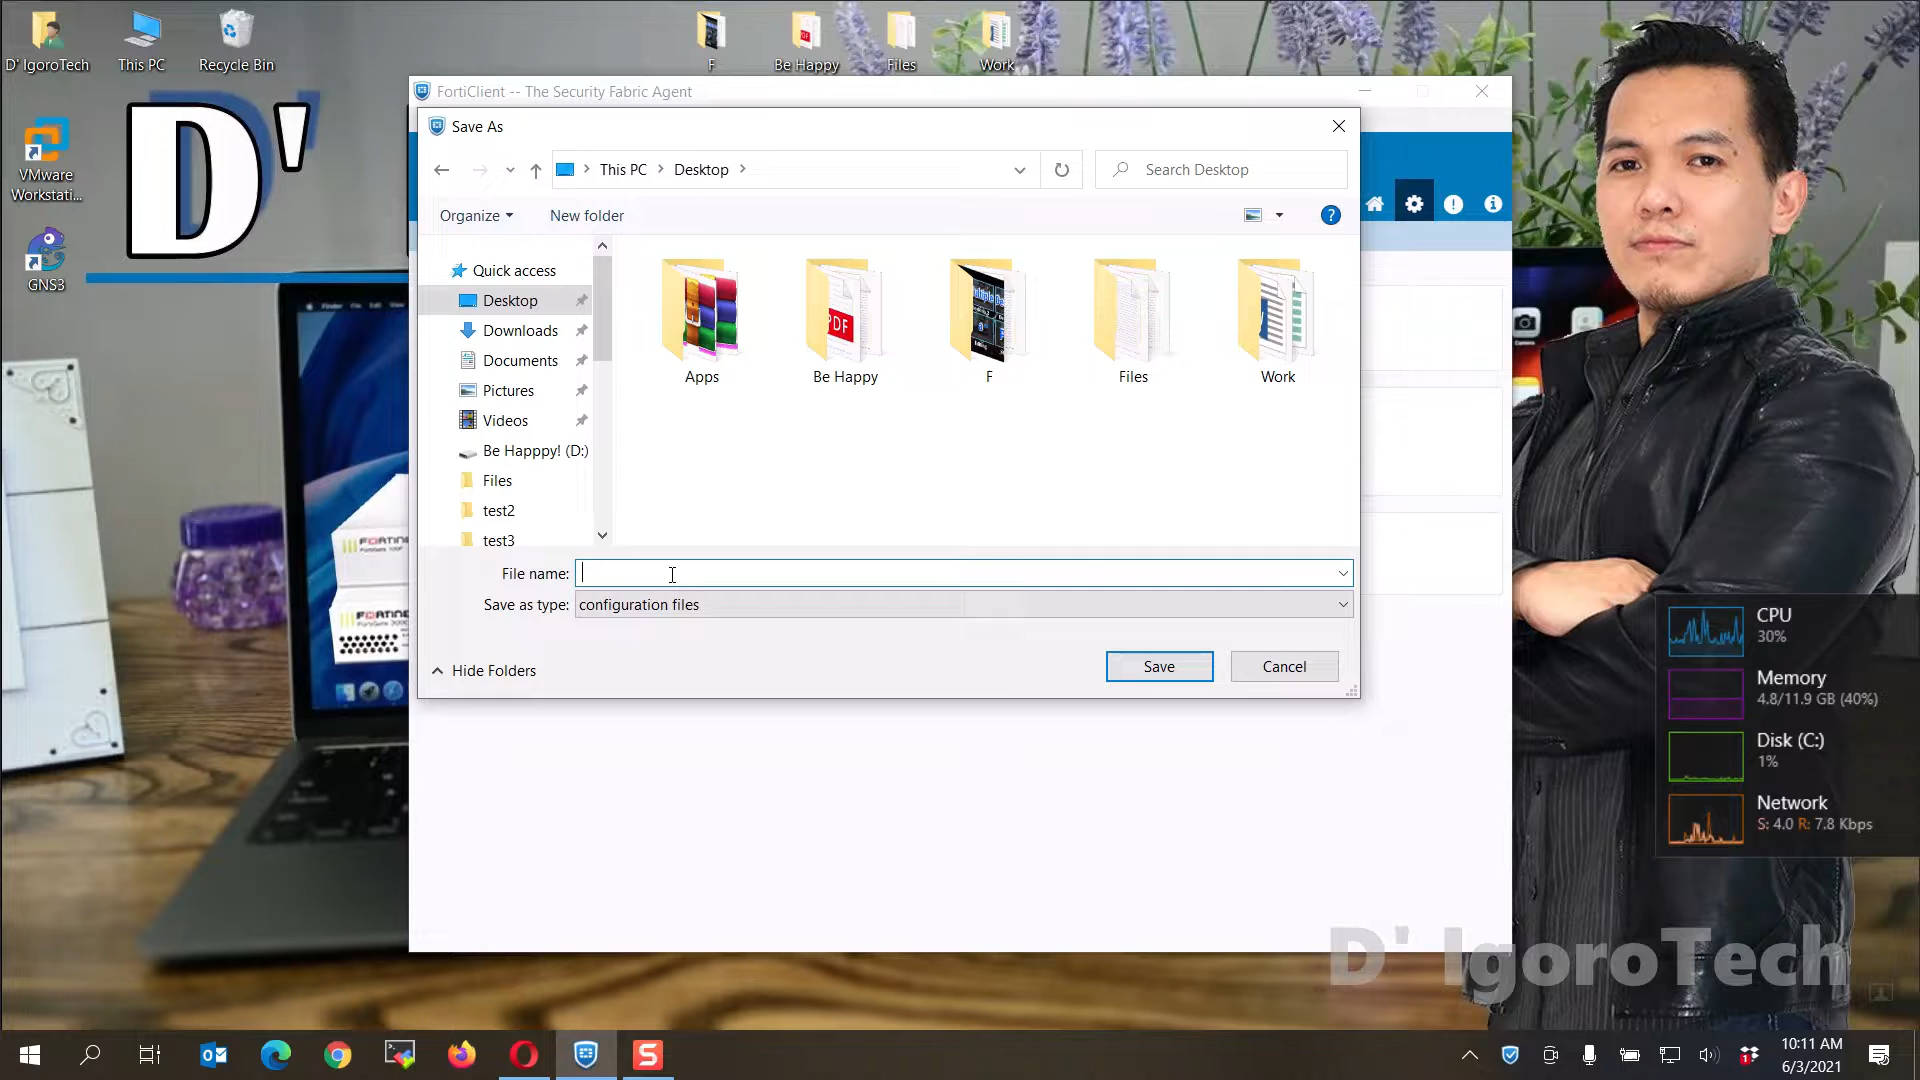 D' IgoroTech
This PC
Recycle Bin
F
Be Happy
Files
Work
VMware
Workstati...
GNS3
D'
FortiClient -- The Security Fabric Agent
Save As
This PC
Desktop
Search Desktop
Organize
New folder
Quick access
Desktop
Downloads
Documents
Pictures
Videos
Be Happpy! (D:)
Files
test2
test3
Apps
Be Happy
F
Files
Work
File name:
Save as type:
configuration files
Hide Folders
Save
Cancel
CPU
30%
Memory
4.8/11.9 GB (40%)
Disk (C:)
1%
Network
S: 4.0 R: 7.8 Kbps
D' IgoroTech
10:11 AM
6/3/2021